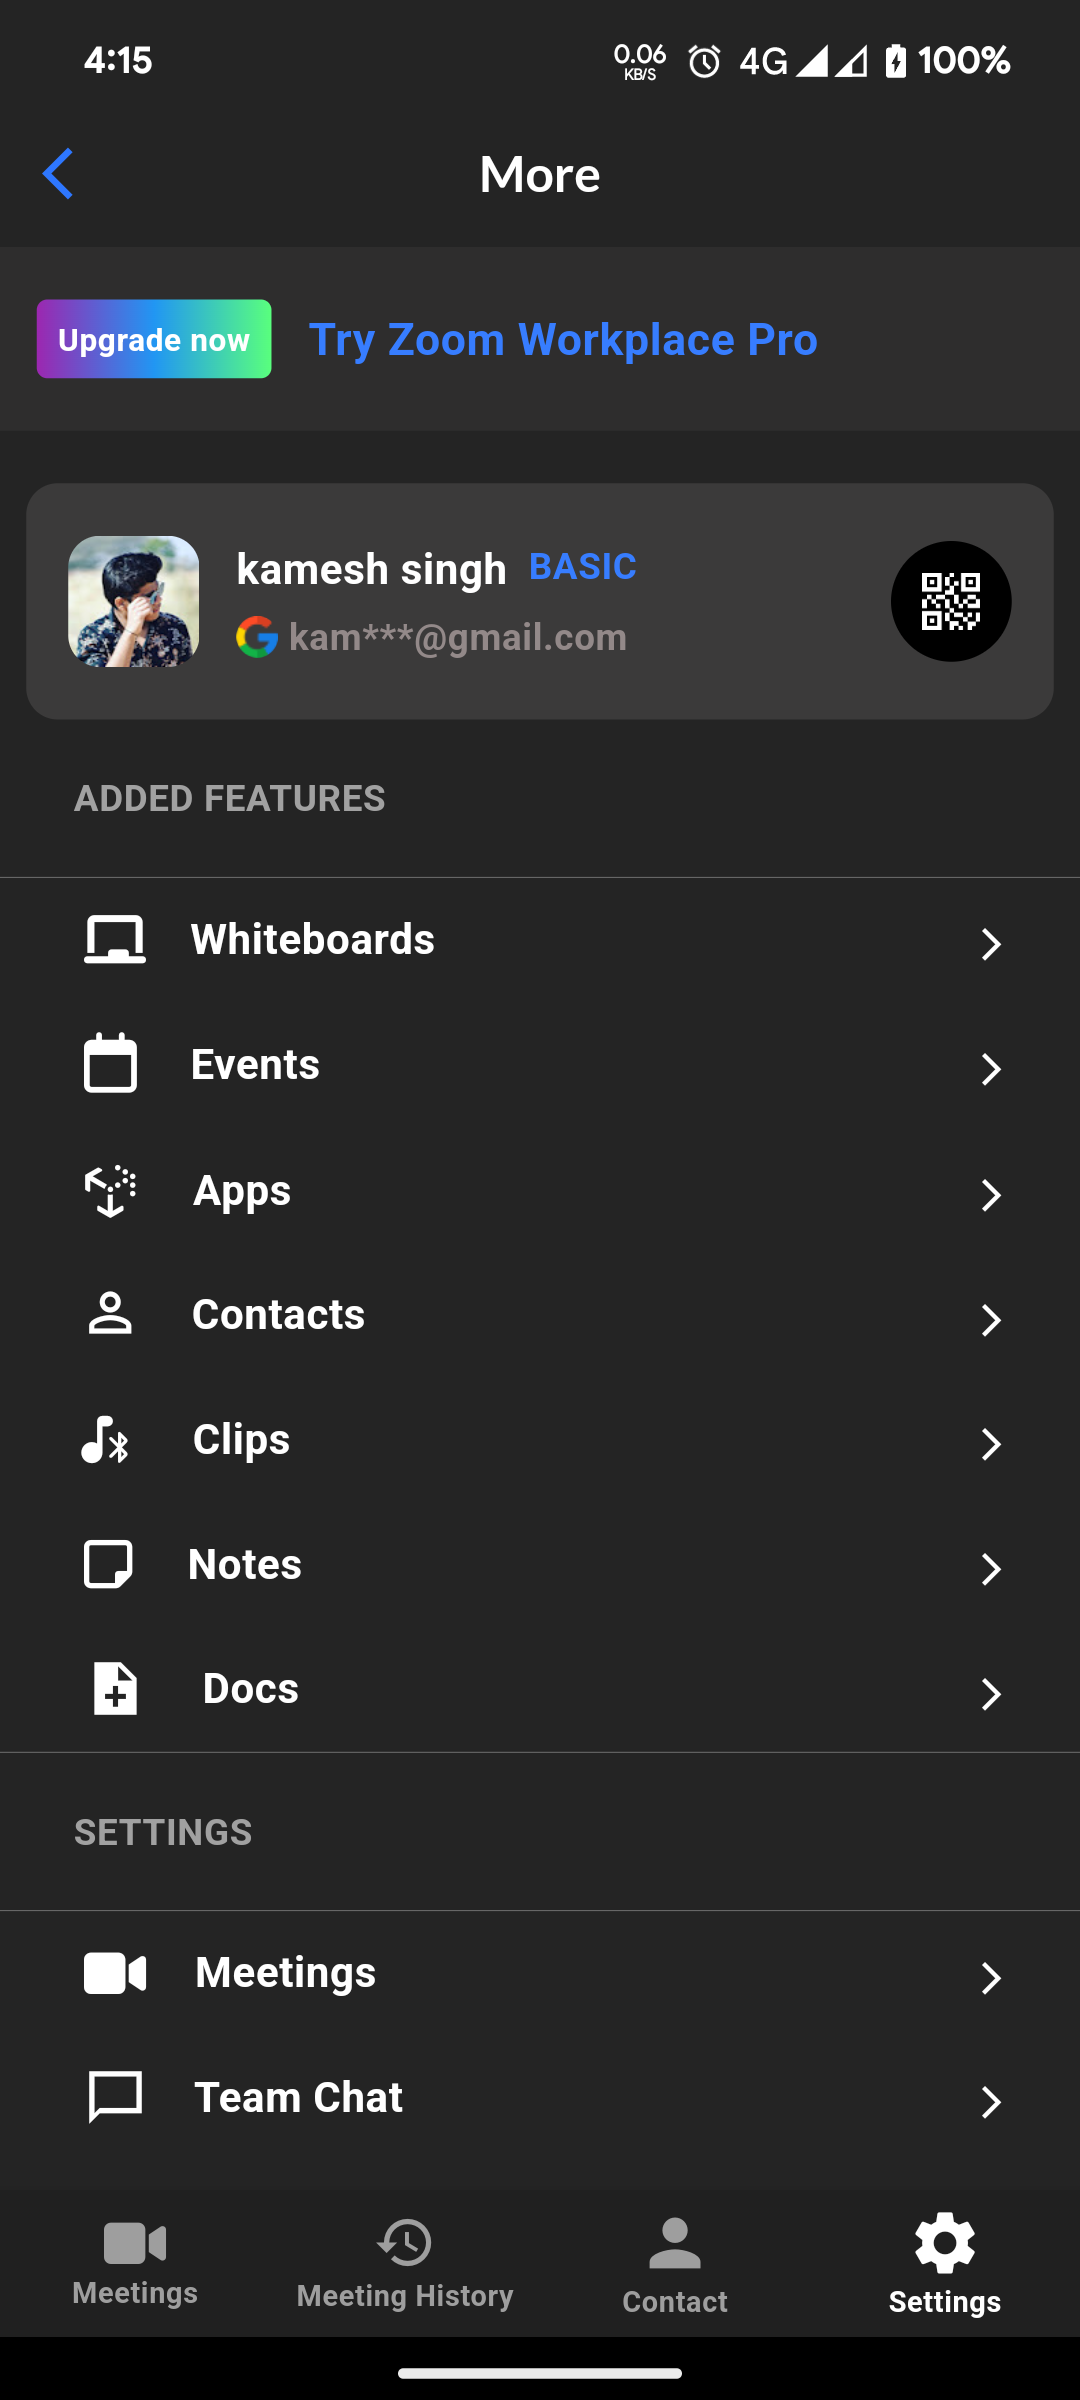 4:15 0.06 KB/S 4G 100%
More
Upgrade now Try Zoom Workplace Pro
kamesh singh BASIC
kam***@gmail.com
ADDED FEATURES
Whiteboards
Events
Apps
Contacts
Clips
Notes
Docs
SETTINGS
Meetings
Team Chat
Meetings Meeting History Contact Settings